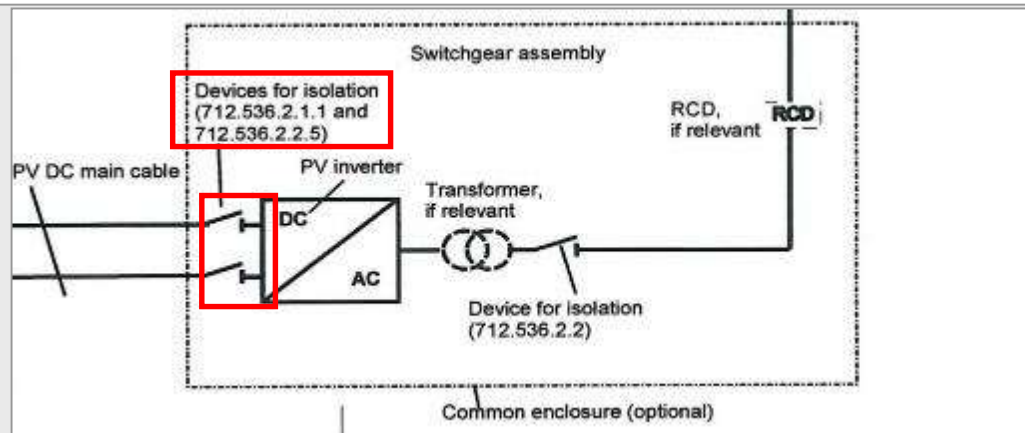 Switchgear assembly
Devices for isolation
(712.536.2.1.1 and
712.536.2.2.5)
RCD,
if relevant
RCD
PV DC main cable
PV inverter
Transformer,
if relevant
DC
AC
Device for isolation
(712.536.2.2)
Common enclosure (optional)